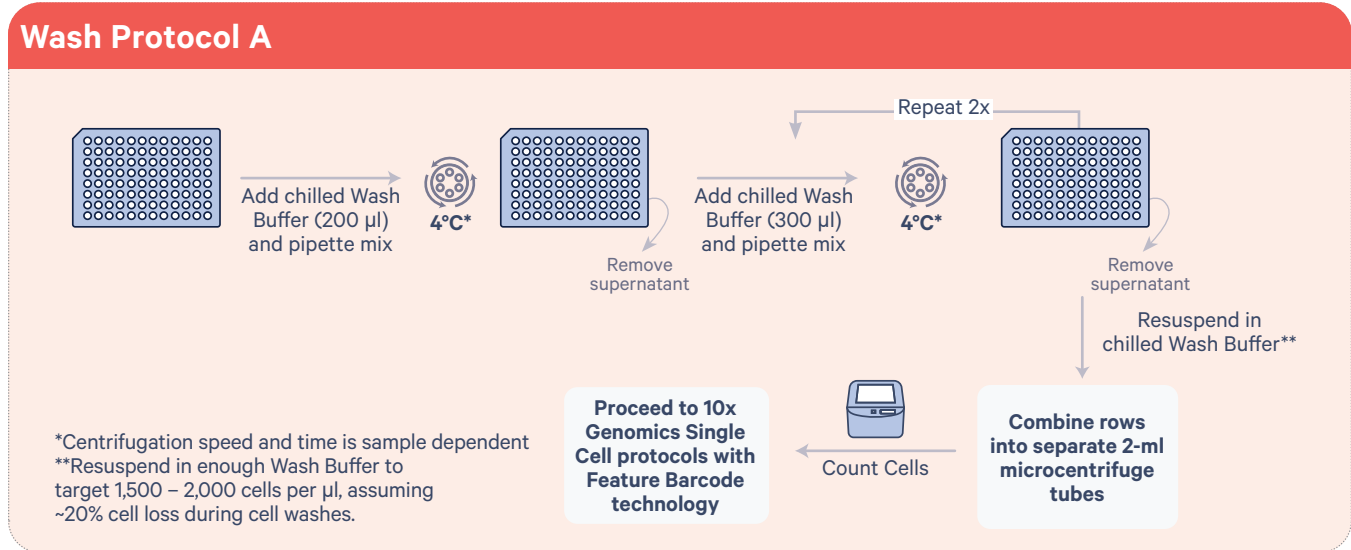 Wash Protocol A
Repeat 2x
Add chilled Wash
Buffer (200 µl)
and pipette mix
4°C*
Remove
supernatant
Add chilled Wash
Buffer (300 µl)
and pipette mix
4°C*
Remove
supernatant
Resuspend in
chilled Wash Buffer**
Combine rows
into separate 2-ml
microcentrifuge
tubes
Count Cells
Proceed to 10x
Genomics Single
Cell protocols with
Feature Barcode
technology
*Centrifugation speed and time is sample dependent
**Resuspend in enough Wash Buffer to
target 1,500 – 2,000 cells per µl, assuming
~20% cell loss during cell washes.